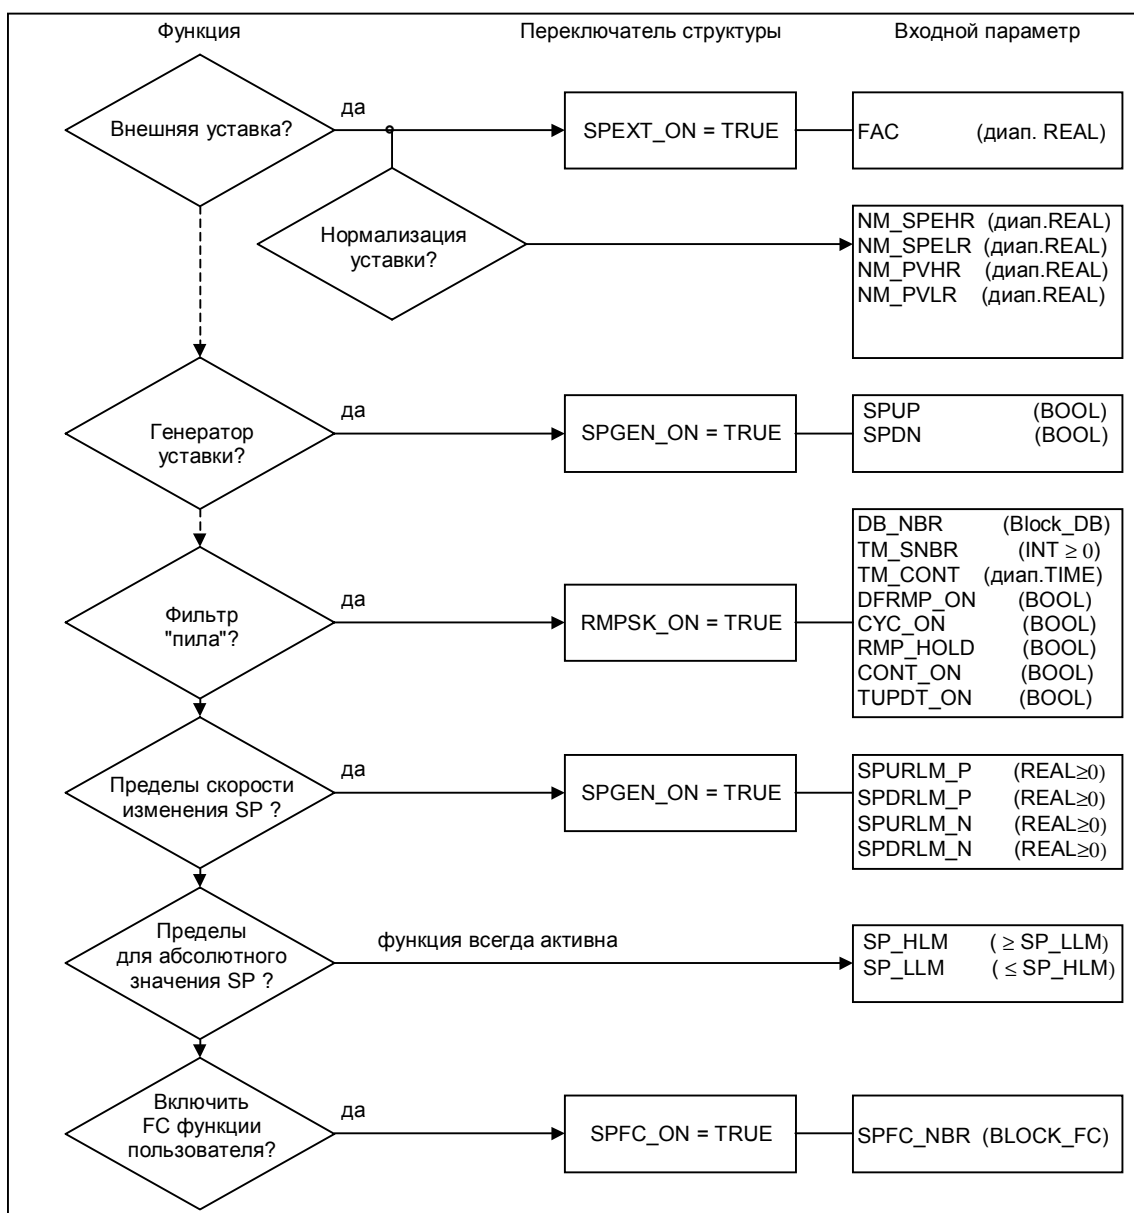 Функция Переключатель структуры Входной параметр
Внешняя уставка?
да
SPEXT_ON = TRUE
FAC (диап. REAL)
Нормализация
уставки?
NM_SPEHR (диап.REAL)
NM_SPELR (диап.REAL)
NM_PVHR (диап.REAL)
NM_PVLR (диап.REAL)
Генератор
уставки?
да
SPGEN_ON = TRUE
SPUP (BOOL)
SPDN (BOOL)
Фильтр
"пила"?
да
RMPSK_ON = TRUE
DB_NBR (Block_DB)
TM_SNBR (INT ≥ 0)
TM_CONT (диап.TIME)
DFRMP_ON (BOOL)
CYC_ON (BOOL)
RMP_HOLD (BOOL)
CONT_ON (BOOL)
TUPDT_ON (BOOL)
Пределы скорости
изменения SP ?
да
SPGEN_ON = TRUE
SPURLM_P (REAL≥0)
SPDRLM_P (REAL≥0)
SPURLM_N (REAL≥0)
SPDRLM_N (REAL≥0)
Пределы
для абсолютного
значения SP ?
функция всегда активна
SP_HLM ( ≥ SP_LLM)
SP_LLM ( ≤ SP_HLM)
Включить
FC функции
пользователя?
да
SPFC_ON = TRUE
SPFC_NBR (BLOCK_FC)